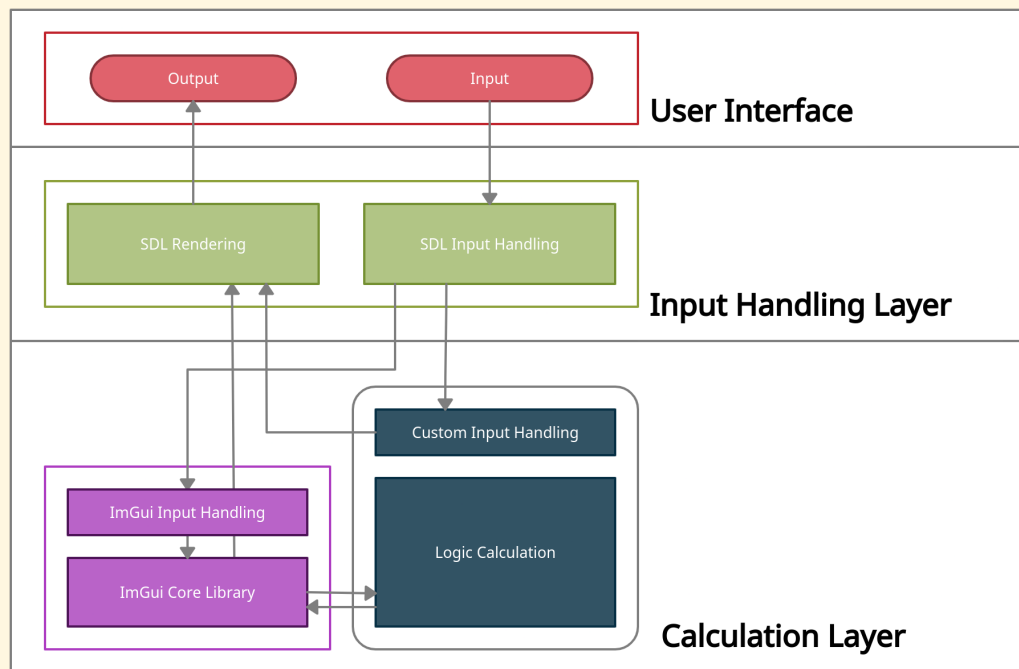 Output
Input
User Interface
SDL Rendering
SDL Input Handling
Input Handling Layer
Custom Input Handling
ImGui Input Handling
Logic Calculation
ImGui Core Library
Calculation Layer